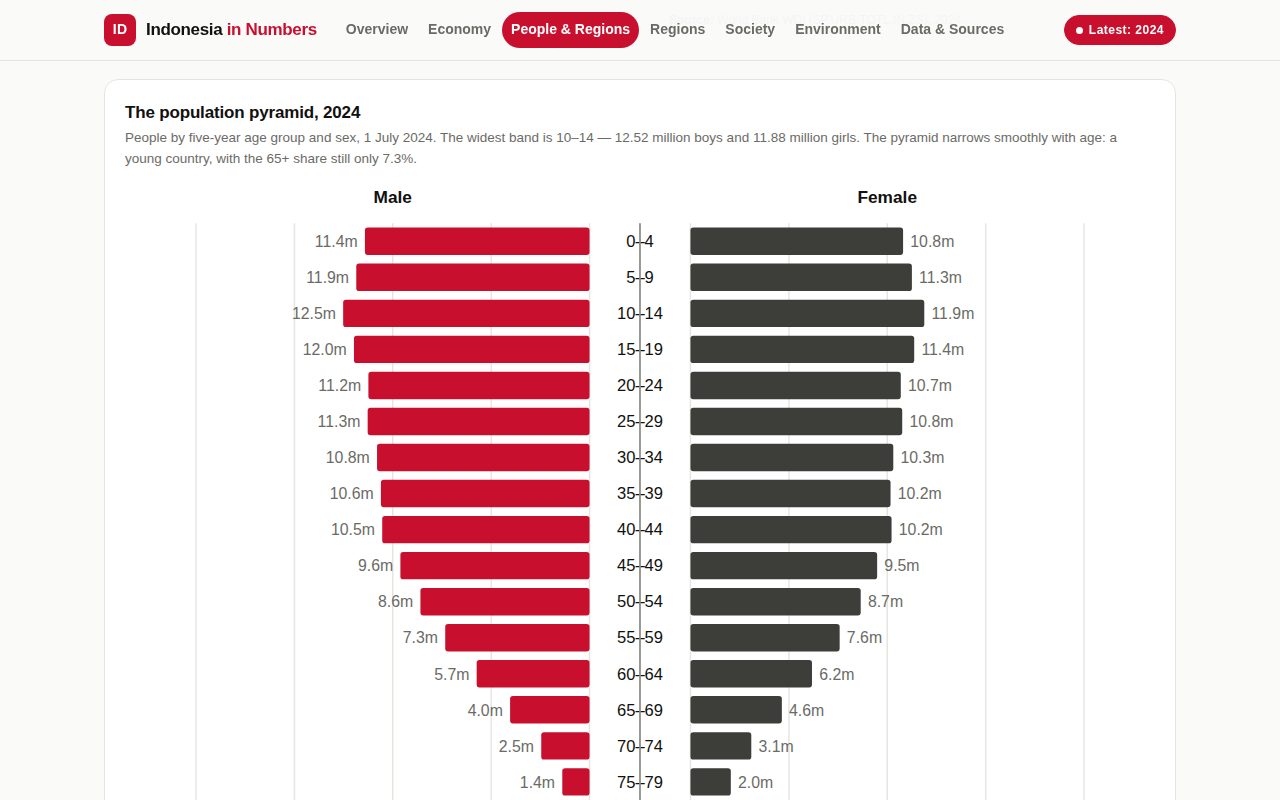 ID Indonesia in Numbers Overview Economy People & Regions Regions Society Environment Data & Sources Latest: 2024
The population pyramid, 2024
People by five-year age group and sex, 1 July 2024. The widest band is 10–14 — 12.52 million boys and 11.88 million girls. The pyramid narrows smoothly with age: a
young country, with the 65+ share still only 7.3%.
Male Female
11.4m 0–4 10.8m
11.9m 5–9 11.3m
12.5m 10–14 11.9m
12.0m 15–19 11.4m
11.2m 20–24 10.7m
11.3m 25–29 10.8m
10.8m 30–34 10.3m
10.6m 35–39 10.2m
10.5m 40–44 10.2m
9.6m 45–49 9.5m
8.6m 50–54 8.7m
7.3m 55–59 7.6m
5.7m 60–64 6.2m
4.0m 65–69 4.6m
2.5m 70–74 3.1m
1.4m 75–79 2.0m